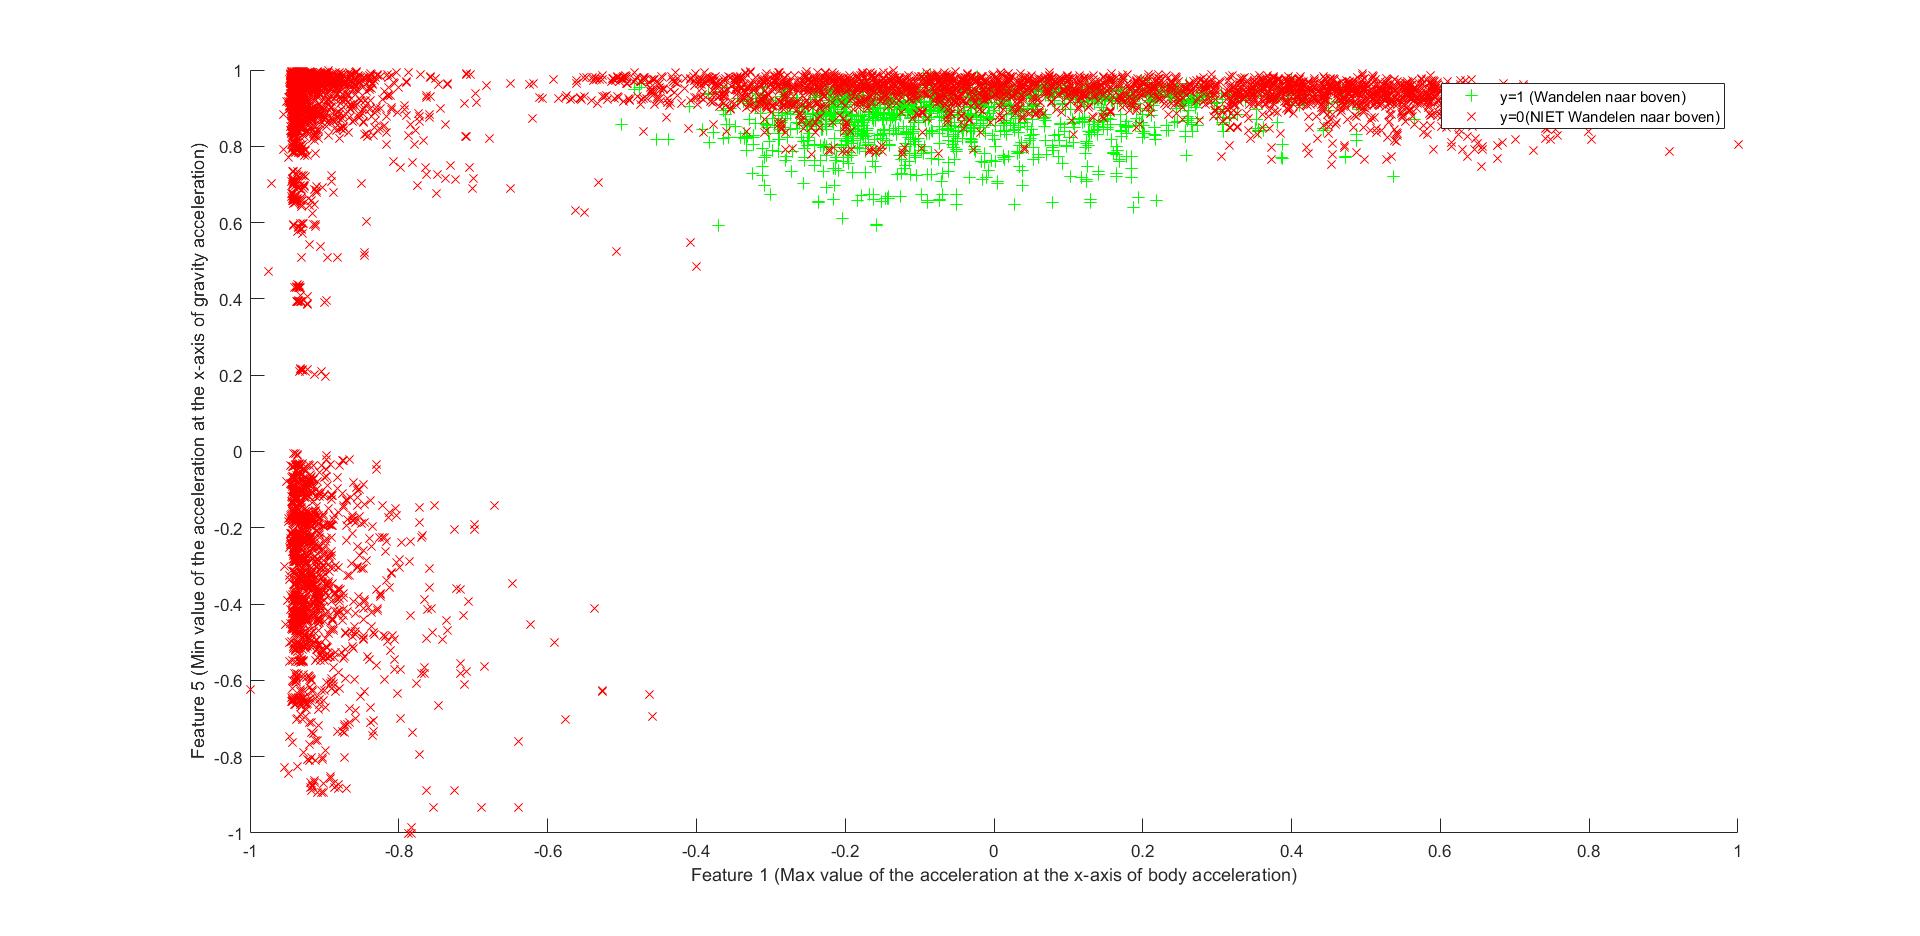 y=1 (Wandelen naar boven)
y=0(NIET Wandelen naar boven)
Feature 5 (Min value of the acceleration at the x-axis of gravity acceleration)
1
0.8
0.6
0.4
0.2
0
-0.2
-0.4
-0.6
-0.8
-1
-1 -0.8 -0.6 -0.4 -0.2 0 0.2 0.4 0.6 0.8 1
Feature 1 (Max value of the acceleration at the x-axis of body acceleration)